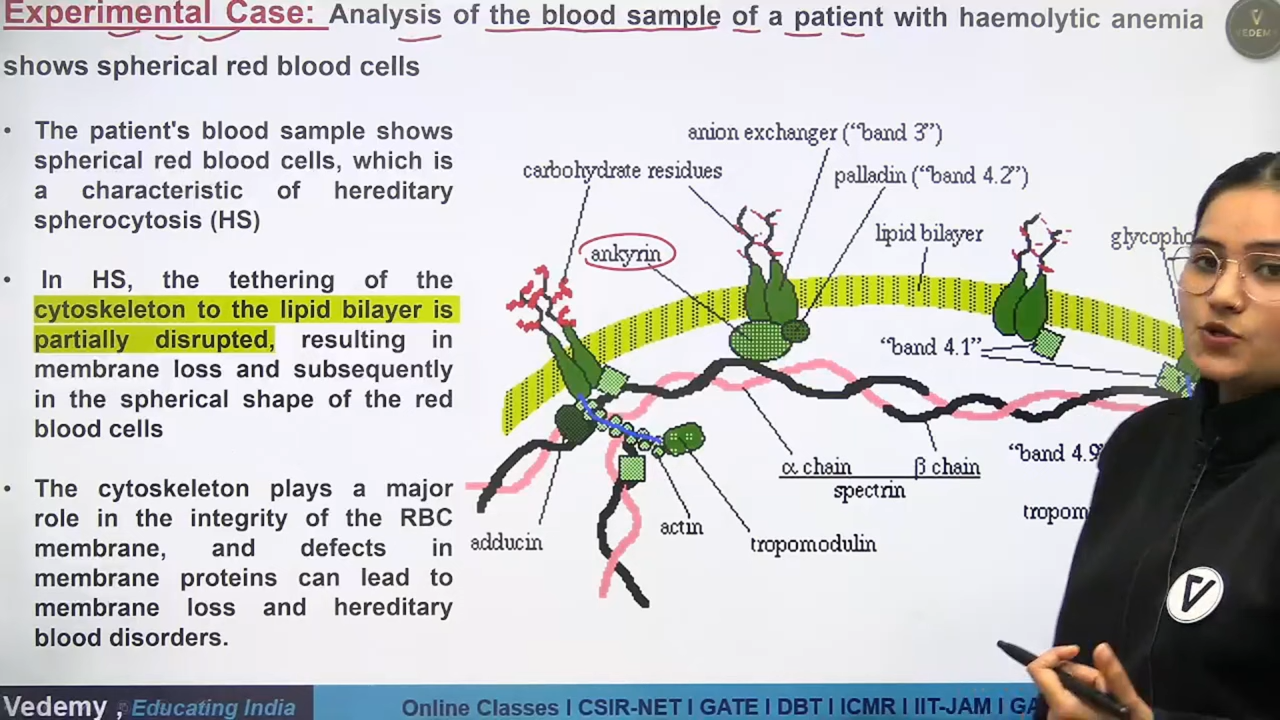 Experimental Case: Analysis of the blood sample of a patient with haemolytic anemia
shows spherical red blood cells
VEDEMY
• The patient's blood sample shows
spherical red blood cells, which is
a characteristic of hereditary
spherocytosis (HS)
• In HS, the tethering of the
cytoskeleton to the lipid bilayer is
partially disrupted, resulting in
membrane loss and subsequently
in the spherical shape of the red
blood cells
• The cytoskeleton plays a major
role in the integrity of the RBC
membrane, and defects in
membrane proteins can lead to
membrane loss and hereditary
blood disorders.
anion exchanger (“band 3”)
carbohydrate residues
palladin (“band 4.2”)
ankyrin
lipid bilayer
“band 4.1”
α chain
β chain
spectrin
“band 4.9
adducin
actin
tropomodulin
Vedemy , Educating India
Online Classes I CSIR-NET I GATE I DBT I ICMR I IIT-JAM I